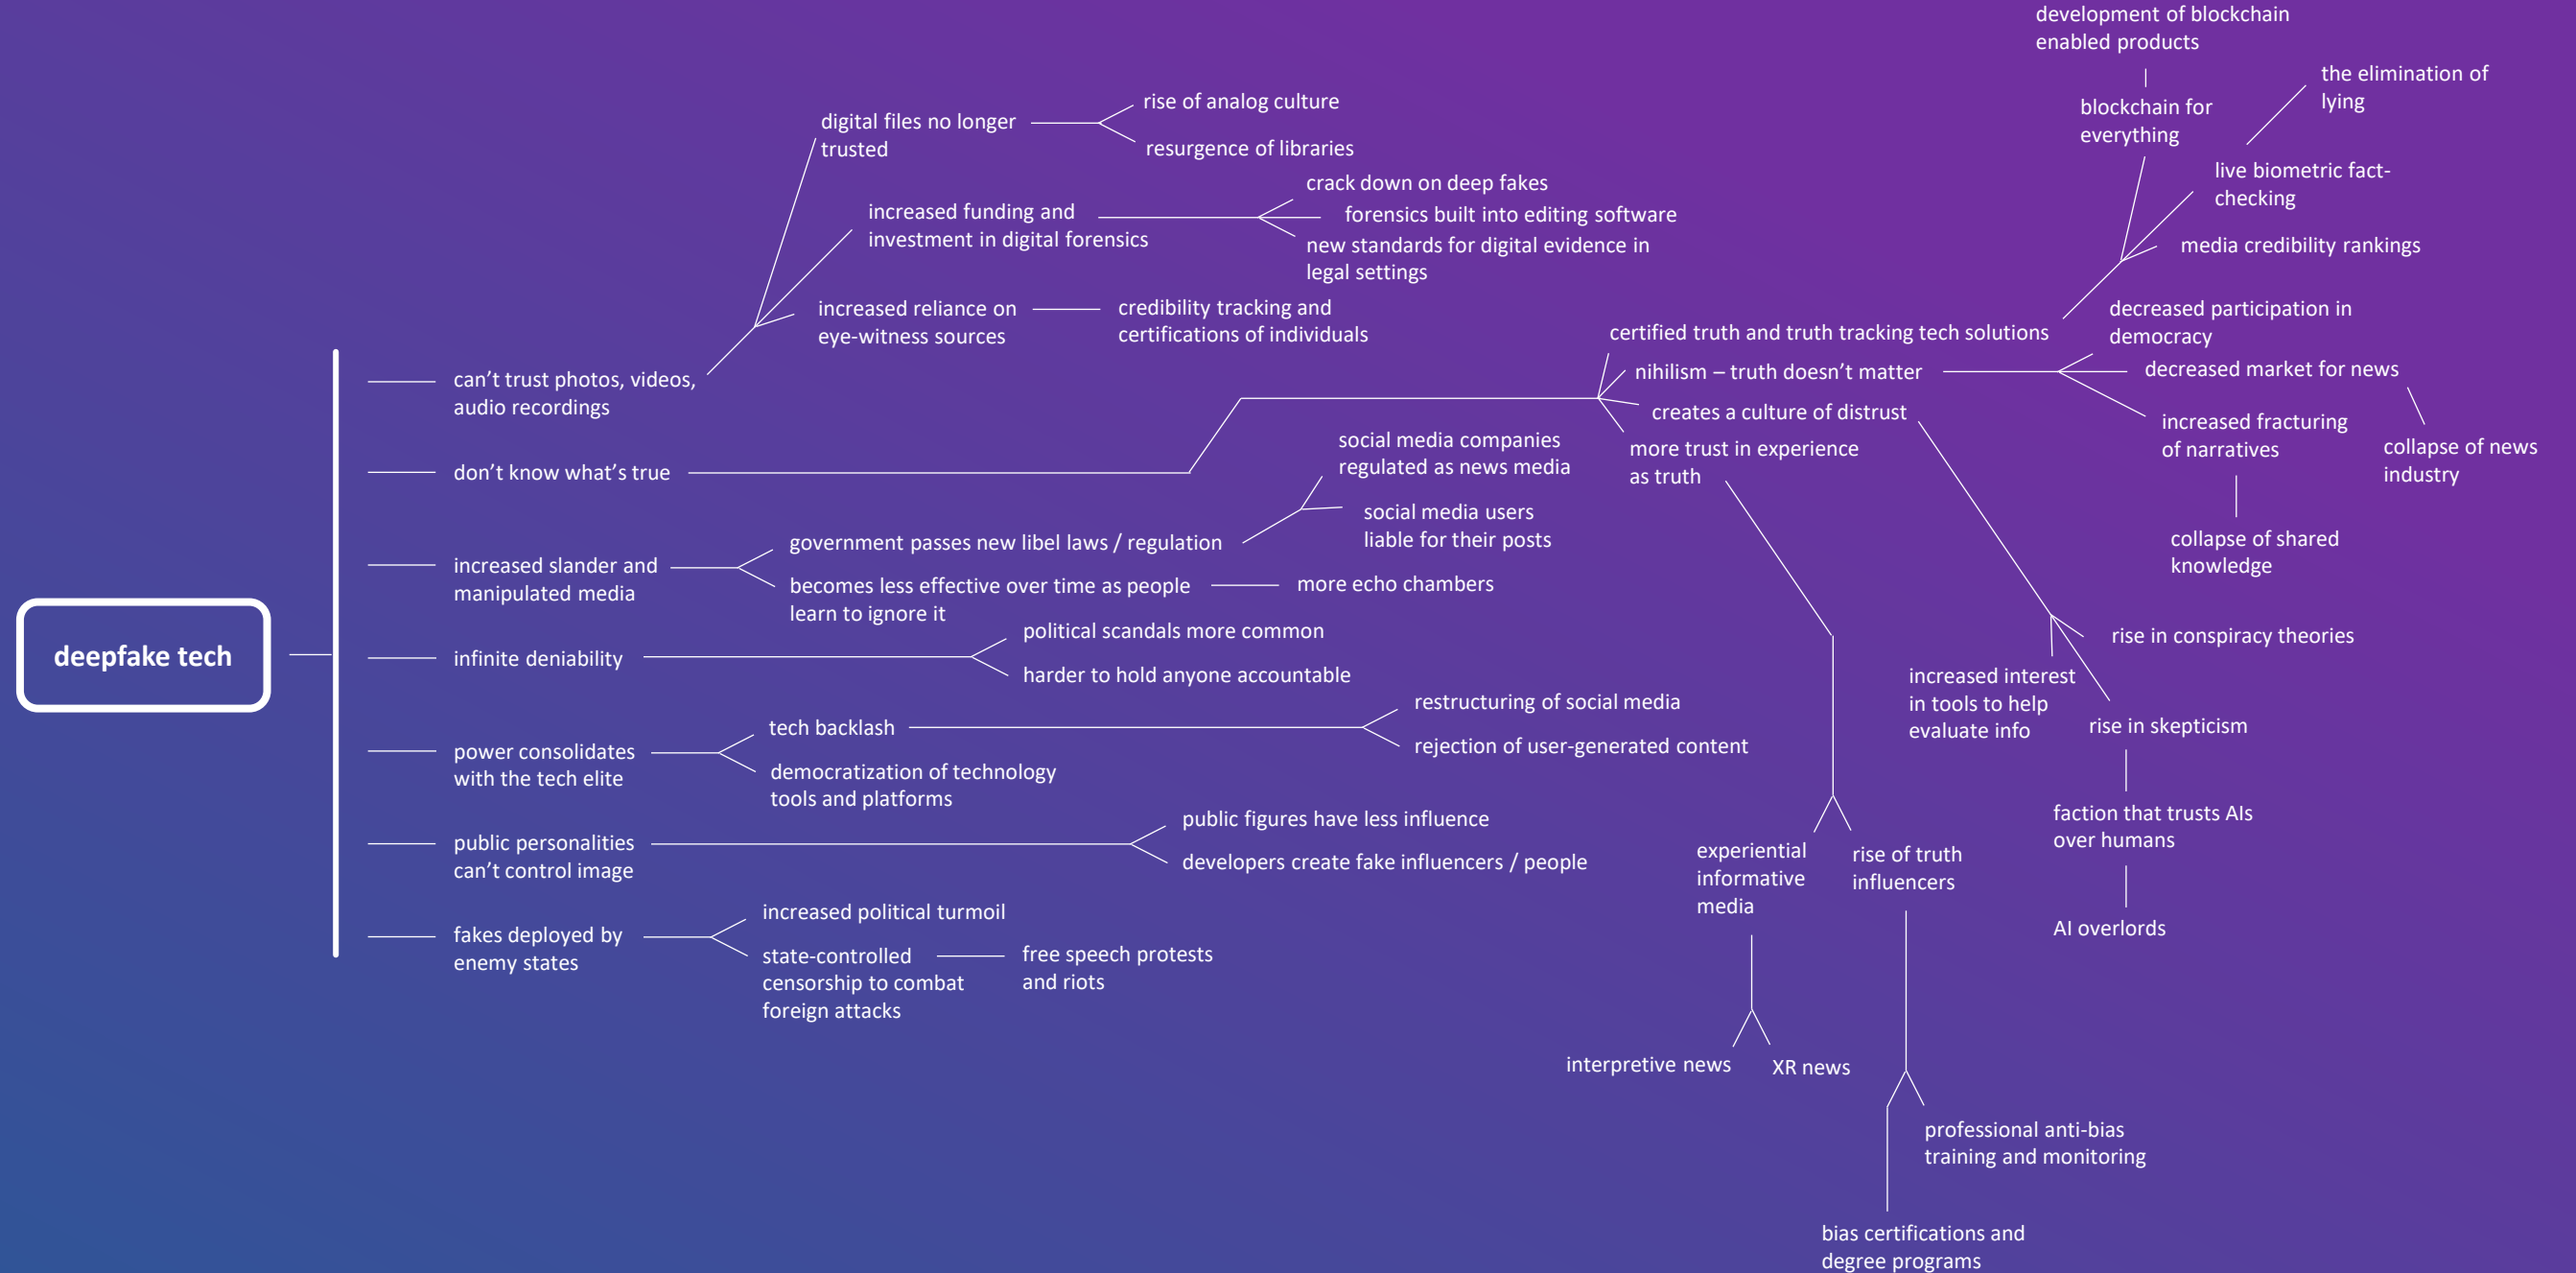 deepfake tech
can’t trust photos, videos,
audio recordings
digital files no longer
trusted
rise of analog culture
resurgence of libraries
increased funding and
investment in digital forensics
crack down on deep fakes
forensics built into editing software
new standards for digital evidence in
legal settings
increased reliance on
eye-witness sources
credibility tracking and
certifications of individuals
don’t know what’s true
certified truth and truth tracking tech solutions
development of blockchain
enabled products
blockchain for
everything
the elimination of
lying
live biometric fact-
checking
media credibility rankings
nihilism – truth doesn’t matter
decreased participation in
democracy
decreased market for news
collapse of news
industry
increased fracturing
of narratives
collapse of shared
knowledge
creates a culture of distrust
rise in conspiracy theories
increased interest
in tools to help
evaluate info
rise in skepticism
faction that trusts AIs
over humans
AI overlords
more trust in experience
as truth
experiential
informative
media
interpretive news
XR news
rise of truth
influencers
professional anti-bias
training and monitoring
bias certifications and
degree programs
increased slander and
manipulated media
government passes new libel laws / regulation
social media companies
regulated as news media
social media users
liable for their posts
becomes less effective over time as people
learn to ignore it
more echo chambers
infinite deniability
political scandals more common
harder to hold anyone accountable
power consolidates
with the tech elite
tech backlash
restructuring of social media
rejection of user-generated content
democratization of technology
tools and platforms
public personalities
can’t control image
public figures have less influence
developers create fake influencers / people
fakes deployed by
enemy states
increased political turmoil
state-controlled
censorship to combat
foreign attacks
free speech protests
and riots